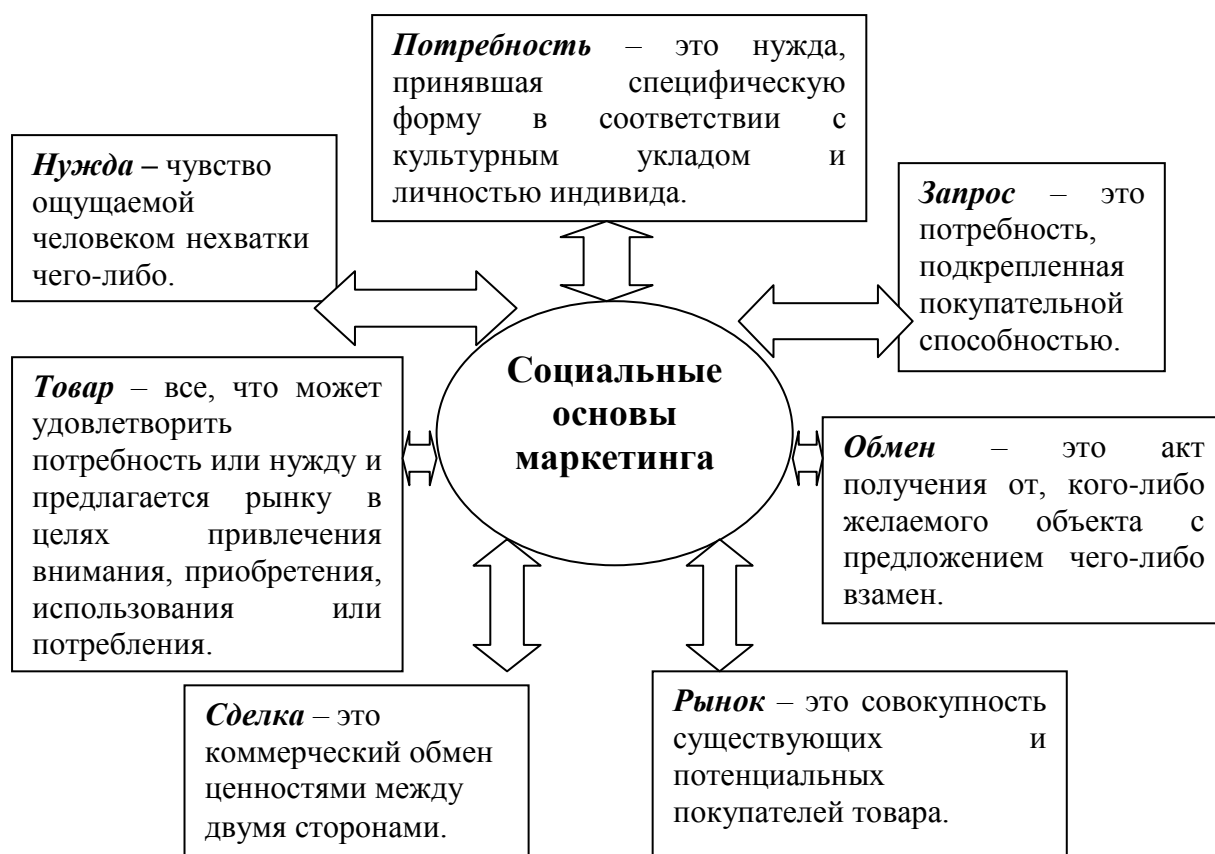 Потребность – это нужда,
принявшая специфическую
форму в соответствии с
культурным укладом и
личностью индивида.
Нужда – чувство
ощущаемой
человеком нехватки
чего-либо.
Запрос – это
потребность,
подкрепленная
покупательной
способностью.
Социальные
основы
маркетинга
Товар – все, что может
удовлетворить
потребность или нужду и
предлагается рынку в
целях привлечения
внимания, приобретения,
использования или
потребления.
Обмен – это акт
получения от, кого-либо
желаемого объекта с
предложением чего-либо
взамен.
Сделка – это
коммерческий обмен
ценностями между
двумя сторонами.
Рынок – это совокупность
существующих и
потенциальных
покупателей товара.